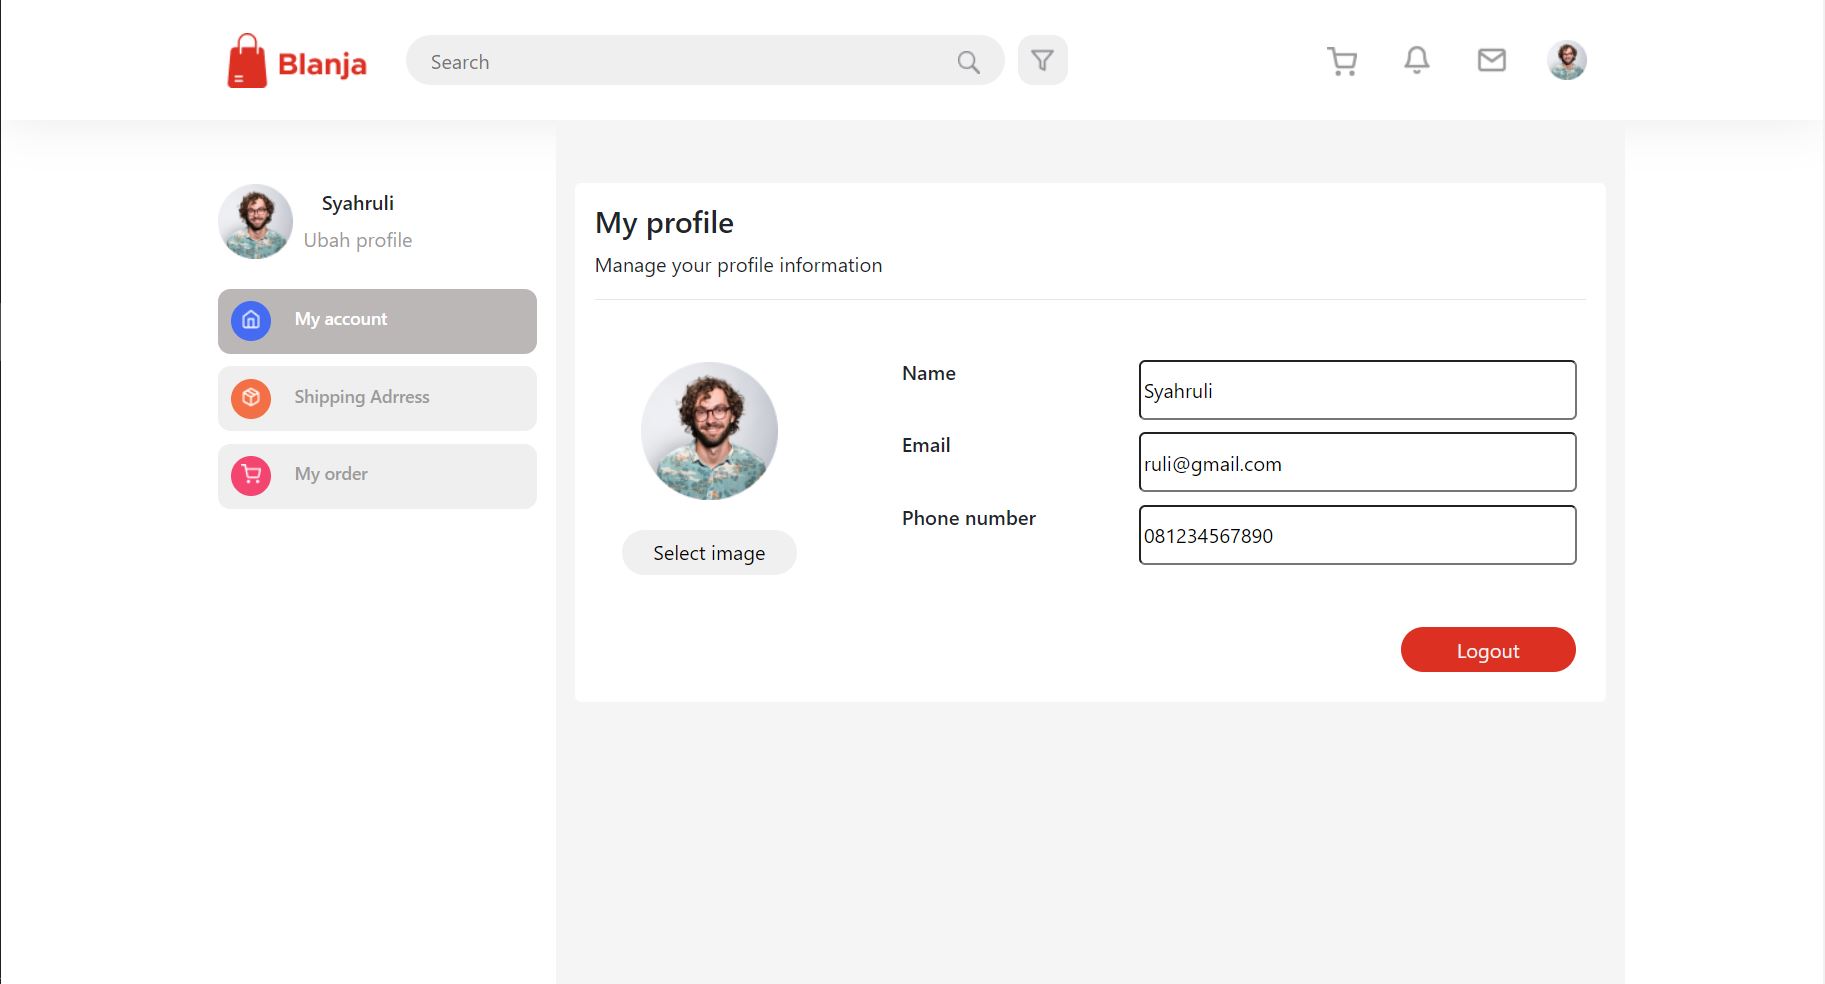 Blanja
Search
Syahruli
Ubah profile
My account
Shipping Adrress
My order
My profile
Manage your profile information
Select image
Name
Syahruli
Email
ruli@gmail.com
Phone number
081234567890
Logout